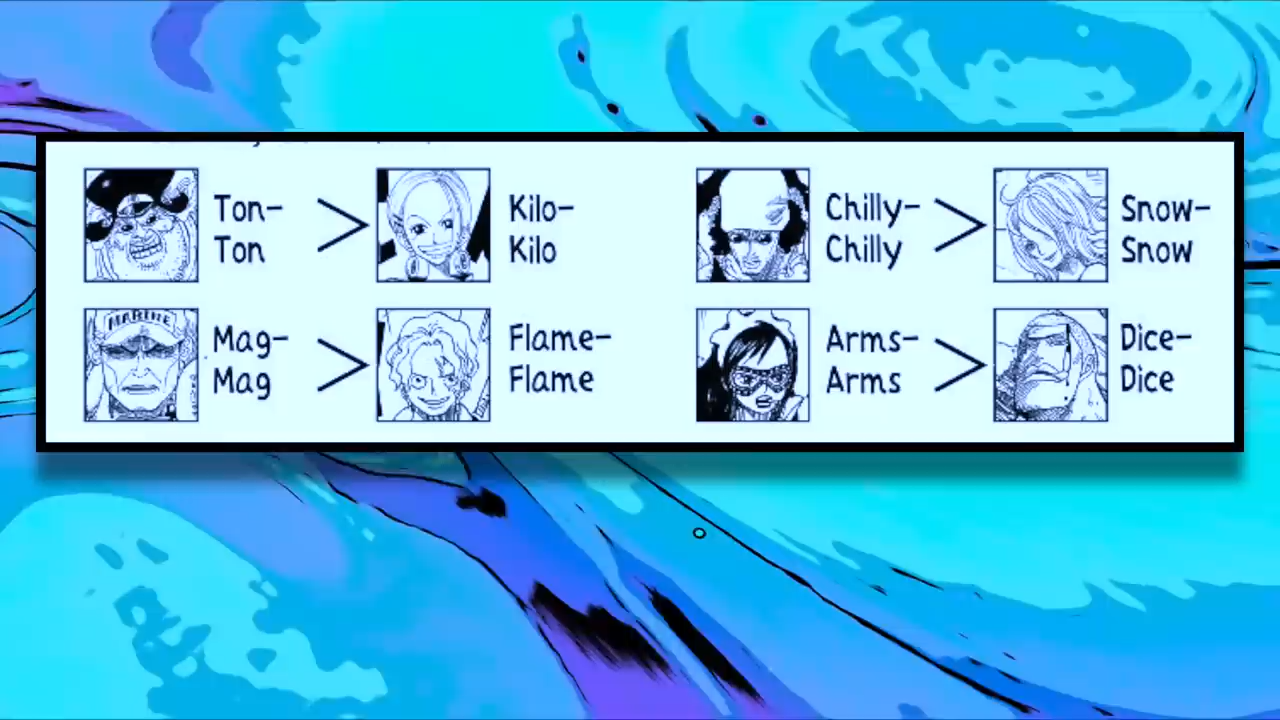 Ton-
Ton
>
Kilo-
Kilo
Chilly-
Chilly
>
Snow-
Snow
MARINE
Mag-
Mag
>
Flame-
Flame
Arms-
Arms
>
Dice-
Dice